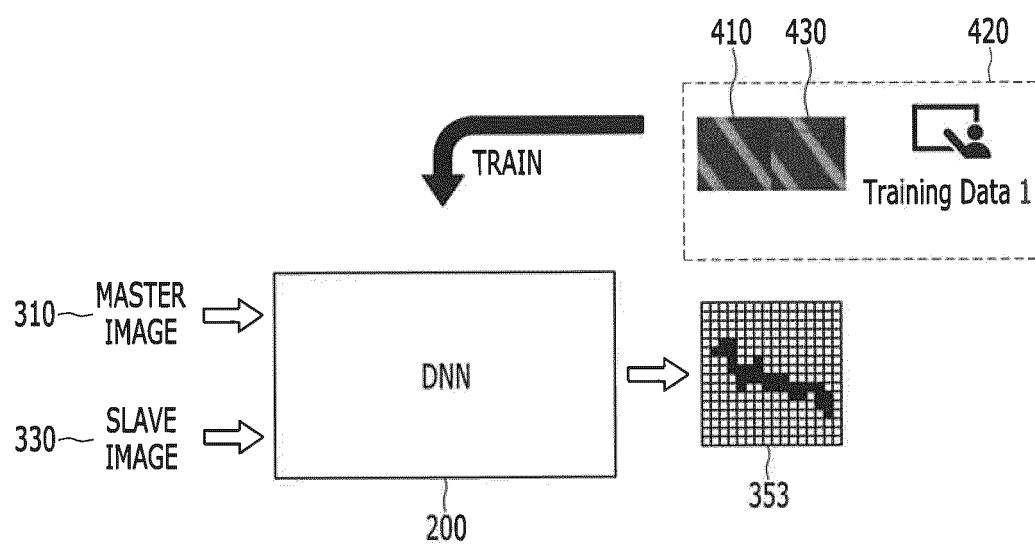 410 430 420
TRAIN
Training Data 1
310 MASTER
IMAGE
DNN
330 SLAVE
IMAGE
200
353